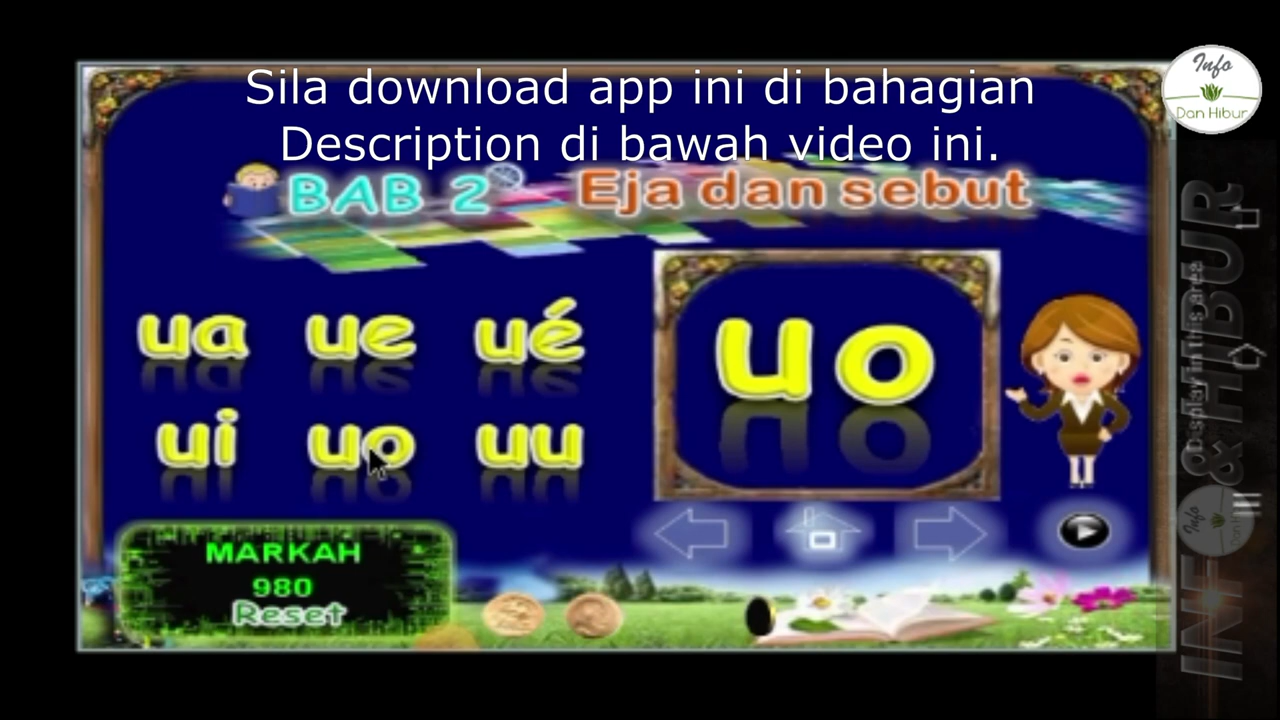 Sila download app ini di bahagian
Description di bawah video ini.
Info
Dan Hibur
BAB 2 Eja dan sebut
ua ue ué
ui uo uu
uo
MARKAH
980
Reset
INFO & HIBUR